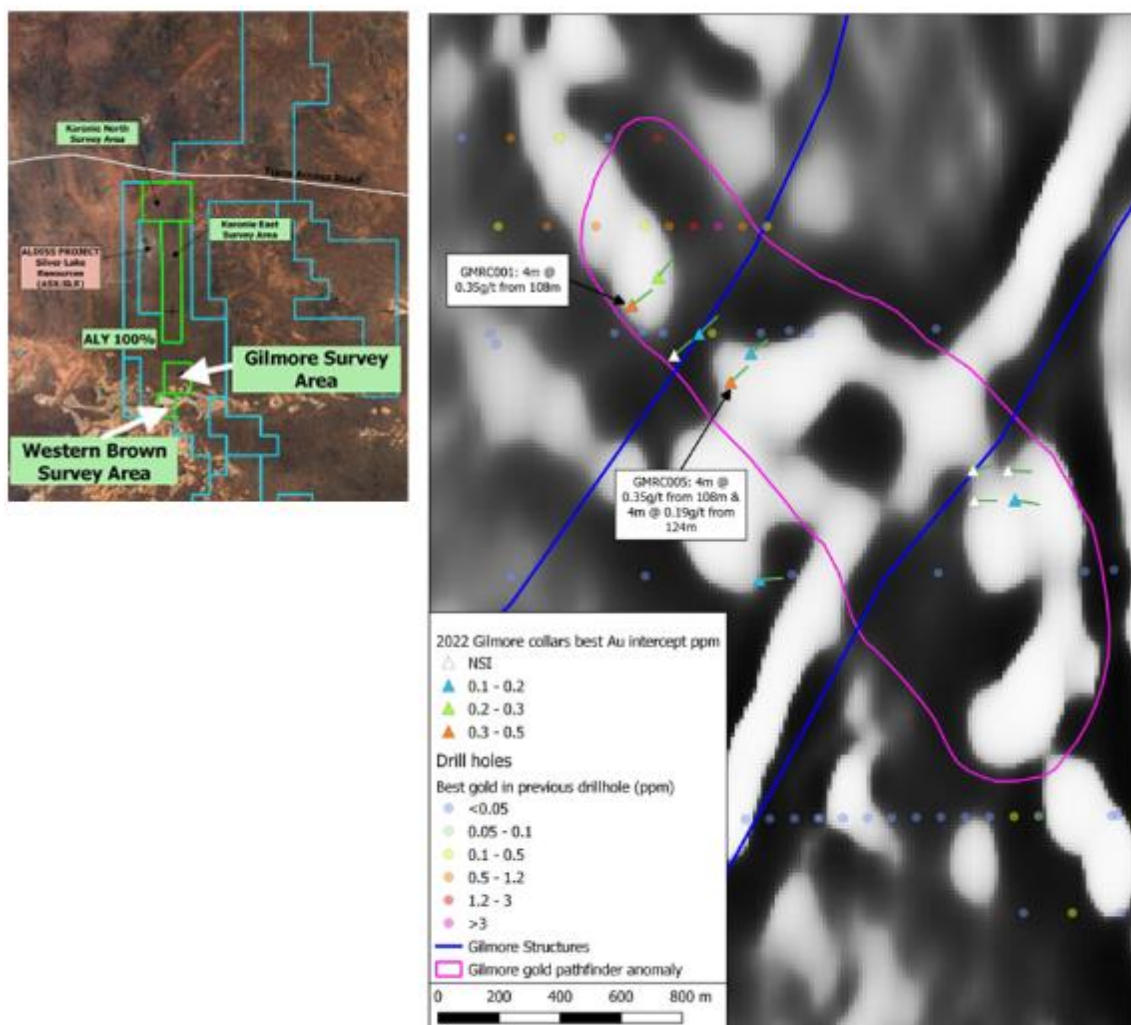 Karonie North
Survey Area
Trans Access Road
Karonie East
Survey Area
ALDISS PROJECT
Silver Lake
Resources
(ASX:SLR)
ALY 100%
Gilmore Survey
Area
Western Brown
Survey Area
GMRC001: 4m @
0.35g/t from 108m
GMRC005: 4m @
0.35g/t from 108m &
4m @ 0.19g/t from
124m
2022 Gilmore collars best Au intercept ppm
NSI
0.1 - 0.2
0.2 - 0.3
0.3 - 0.5
Drill holes
Best gold in previous drillhole (ppm)
<0.05
0.05 - 0.1
0.1 - 0.5
0.5 - 1.2
1.2 - 3
>3
Gilmore Structures
Gilmore gold pathfinder anomaly
0 200 400 600 800 m